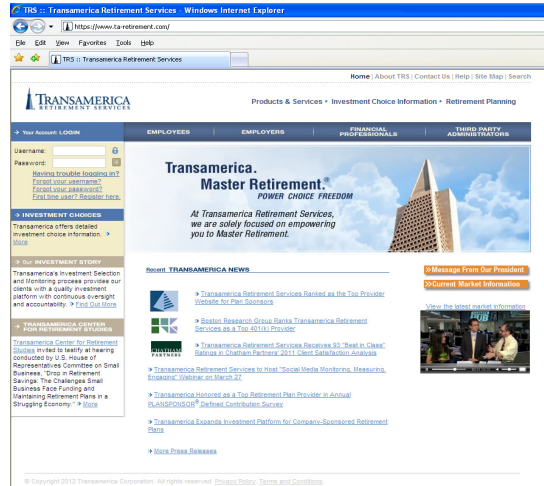 TRS :: Transamerica Retirement Services - Windows Internet Explorer
https://www.ta-retirement.com/
File Edit View Favorites Tools Help
TRS :: Transamerica Retirement Services
Home | About TRS | Contact Us | Help | Site Map | Search
TRANSAMERICA
RETIREMENT SERVICES
Products & Services • Investment Choice Information • Retirement Planning
Your Account: LOGIN
EMPLOYEES
EMPLOYERS
FINANCIAL
PROFESSIONALS
THIRD PARTY
ADMINISTRATORS
Username:
Password:
Having trouble logging in?
Forgot your username?
Forgot your password?
First time user? Register here.
Transamerica.
Master Retirement.®
POWER CHOICE FREEDOM
At Transamerica Retirement Services,
we are solely focused on empowering
you to Master Retirement.
INVESTMENT CHOICES
Transamerica offers detailed
investment choice information.
More
Our INVESTMENT STORY
Transamerica's Investment Selection
and Monitoring process provide our
clients with a quality investment
platform with continuous oversight
and accountability. Find Out More
TRANSAMERICA CENTER
FOR RETIREMENT STUDIES
Transamerica Center for Retirement
Studies invited to testify at hearing
conducted by U.S. House of
Representatives Committee on Small
Business, "Drop in Retirement
Savings: The Challenges Small
Business Face Funding and
Maintaining Retirement Plans in a
Struggling Economy." More
Recent TRANSAMERICA NEWS
Transamerica Retirement Services Ranked as the Top Provider
Website for Plan Sponsors
Boston Research Group Ranks Transamerica Retirement
Services as a Top 401(k) Provider
CHATHAM
PARTNERS
Transamerica Retirement Services Receives 93 "Best in Class"
Ratings in Chatham Partners' 2011 Client Satisfaction Analysis
Transamerica Retirement Services to Host "Social Media Monitoring, Measuring,
Engaging" Webinar on March 27
Transamerica Honored as a Top Retirement Plan Provider in Annual
PLANSPONSOR® Defined Contribution Survey
Transamerica Expands Investment Platform for Company-Sponsored Retirement
Plans
More Press Releases
Message From Our President
Current Market Information
View the latest market information
© Copyright 2012 Transamerica Corporation. All rights reserved. Privacy Policy. Terms and Conditions.